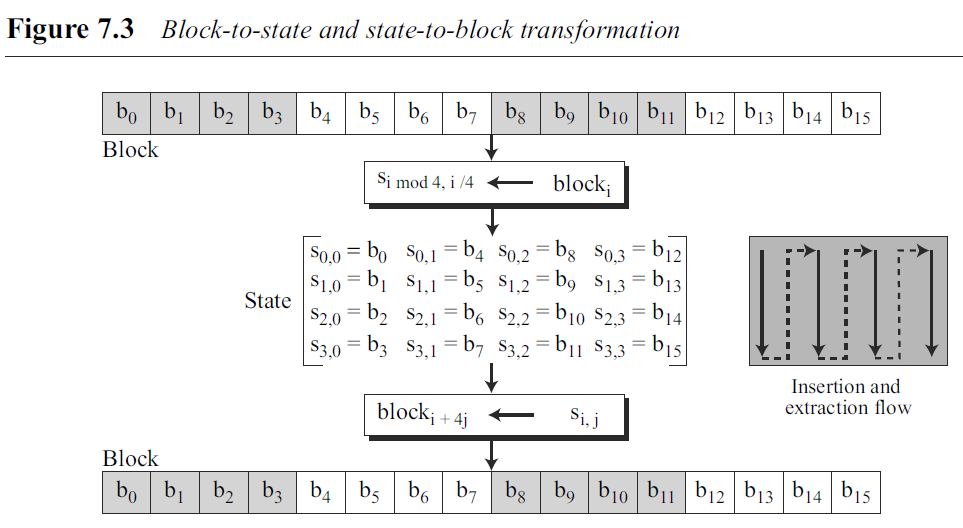 Figure 7.3 Block-to-state and state-to-block transformation
b0 b1 b2 b3 b4 b5 b6 b7 b8 b9 b10 b11 b12 b13 b14 b15
Block
si mod 4, i /4 ← blocki
s0,0 = b0 s0,1 = b4 s0,2 = b8 s0,3 = b12
s1,0 = b1 s1,1 = b5 s1,2 = b9 s1,3 = b13
State
s2,0 = b2 s2,1 = b6 s2,2 = b10 s2,3 = b14
s3,0 = b3 s3,1 = b7 s3,2 = b11 s3,3 = b15
Insertion and
extraction flow
blocki + 4j ← si, j
Block
b0 b1 b2 b3 b4 b5 b6 b7 b8 b9 b10 b11 b12 b13 b14 b15